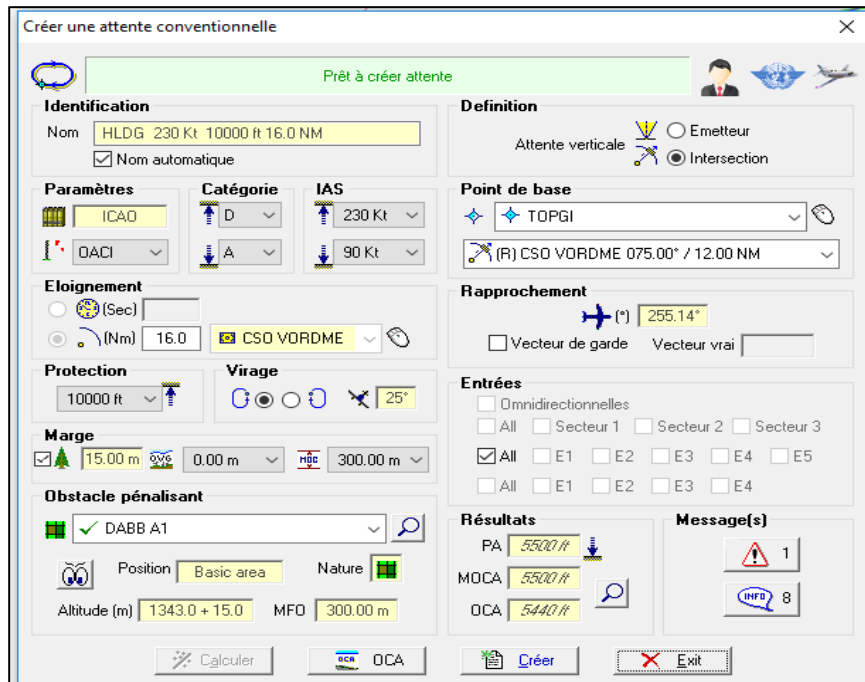 Créer une attente conventionnelle
Prêt à créer attente
Identification
Nom HLDG 230 Kt 10000 ft 16.0 NM
Nom automatique
Definition
Attente verticale
Emetteur
Intersection
Paramètres
ICAO
OACI
Catégorie
D
A
IAS
230 Kt
90 Kt
Point de base
TOPGI
(R) CSO VORDME 075.00° / 12.00 NM
Eloignement
(Sec)
(Nm) 16.0 CSO VORDME
Rapprochement
(°) 255.14°
Vecteur de garde Vecteur vrai
Protection
10000 ft
Virage
25°
Entrées
Omnidirectionnelles
All Secteur 1 Secteur 2 Secteur 3
All E1 E2 E3 E4 E5
All E1 E2 E3 E4
Marge
15.00 m OVG 0.00 m MOC 300.00 m
Obstacle pénalisant
DABB A1
Position Basic area Nature
Altitude (m) 1343.0 + 15.0 MFO 300.00 m
Résultats
PA 5500 ft
MOCA 5500 ft
OCA 5440 ft
Message(s)
1
INFO 8
Calculer
OCA OCA
Créer
Exit